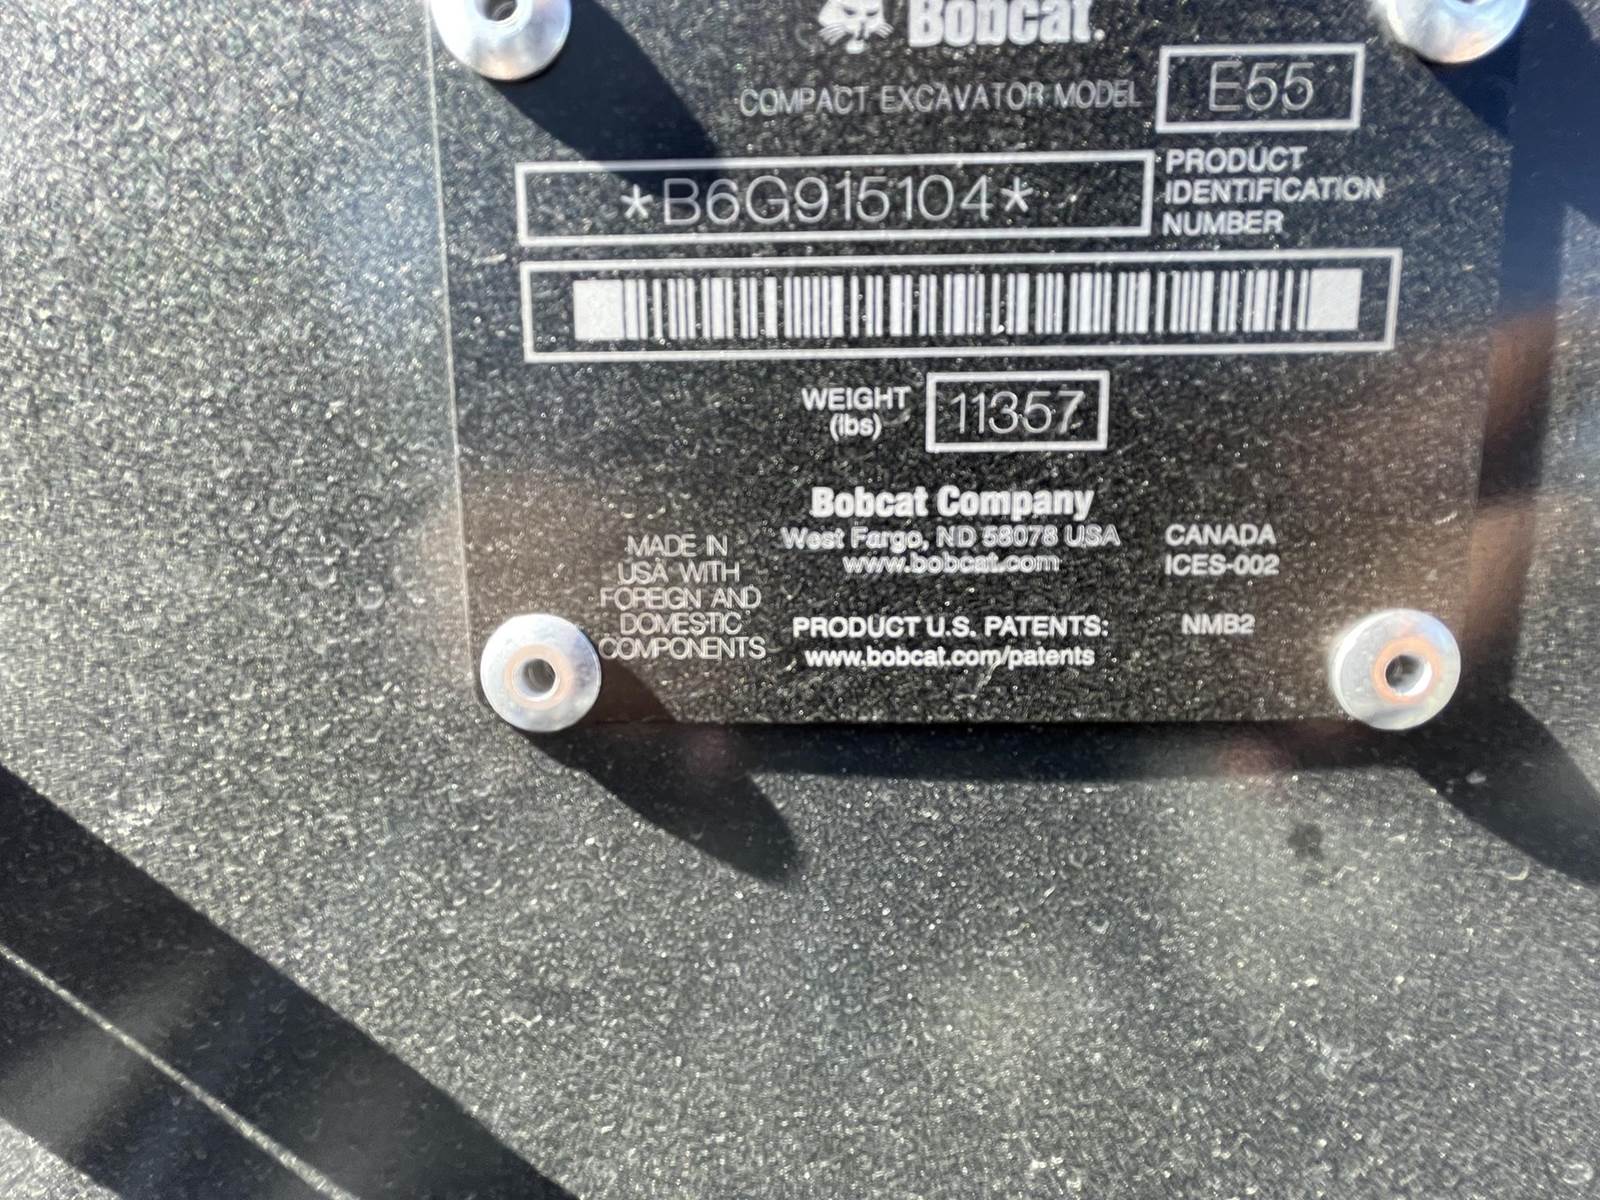 Bobcat.
COMPACT EXCAVATOR MODEL E55
*B6G915104*
PRODUCT
IDENTIFICATION
NUMBER
WEIGHT
(lbs)
11357
Bobcat Company
West Fargo, ND 58078 USA
www.bobcat.com
MADE IN
USA WITH
FOREIGN AND
DOMESTIC
COMPONENTS
PRODUCT U.S. PATENTS:
www.bobcat.com/patents
CANADA
ICES-002
NMB2